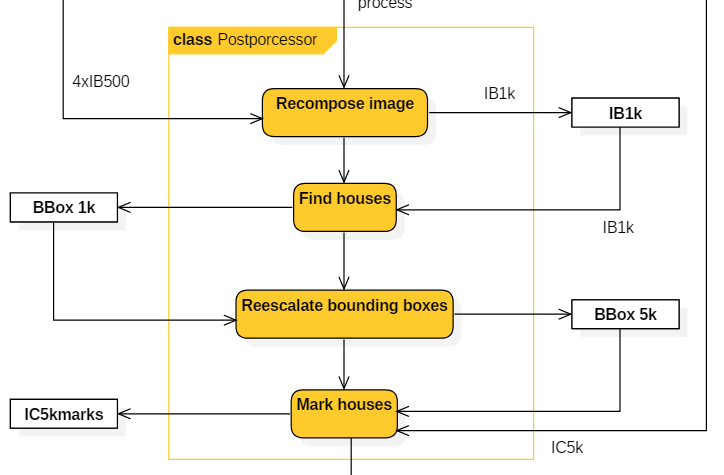 process
class Postporcessor
4xIB500
Recompose image
IB1k
IB1k
Find houses
BBox 1k
IB1k
Reescalate bounding boxes
BBox 5k
Mark houses
IC5kmarks
IC5k